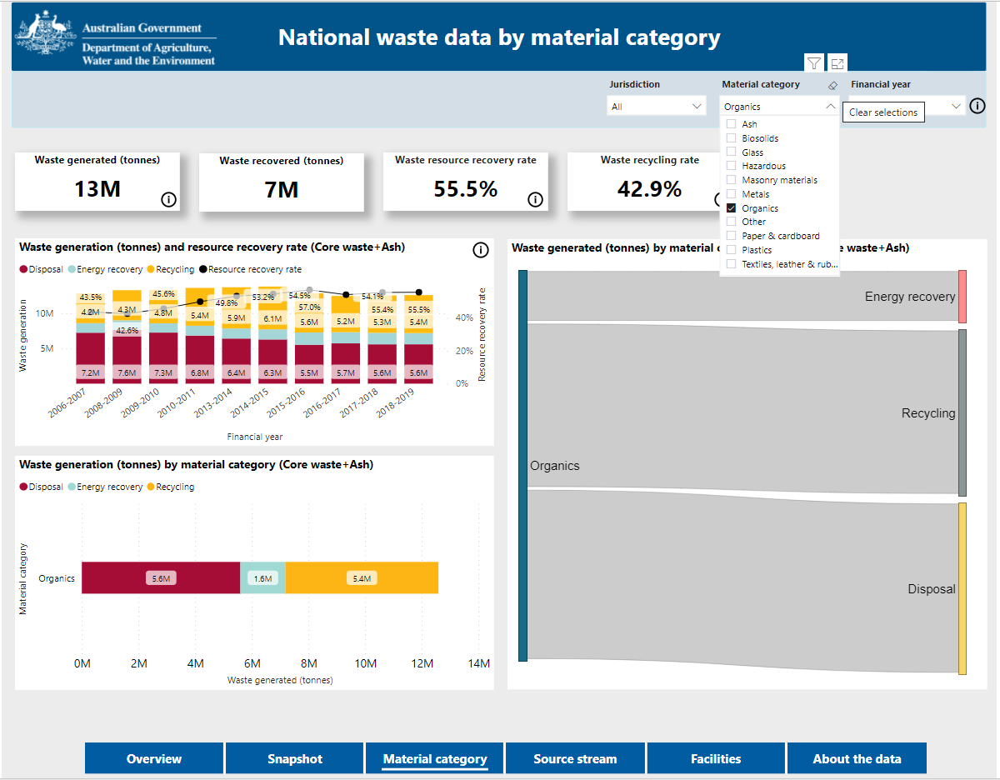 Australian Government
Department of Agriculture,
Water and the Environment
National waste data by material category
Jurisdiction
All
Material category
Organics
Financial year
Clear selections
Ash
Biosolids
Glass
Hazardous
Masonry materials
Metals
Organics
Other
Paper & cardboard
Plastics
Textiles, leather & rub...
Waste generated (tonnes)
13M
Waste recovered (tonnes)
7M
Waste resource recovery rate
55.5%
Waste recycling rate
42.9%
Waste generation (tonnes) and resource recovery rate (Core waste+Ash)
Disposal Energy recovery Recycling Resource recovery rate
Waste generation
10M
5M
43.5% 45.6% 49.8% 53.2% 54.5% 54.1%
57.0% 55.4% 55.5%
4.2M 4.3M 4.8M 5.4M 5.9M 6.1M 5.6M 5.2M 5.3M 5.4M
42.6%
7.2M 7.6M 7.3M 6.8M 6.4M 6.3M 5.5M 5.7M 5.6M 5.6M
40%
20%
0%
Resource recovery rate
2006-2007 2008-2009 2009-2010 2010-2011 2013-2014 2014-2015 2015-2016 2016-2017 2017-2018 2018-2019
Financial year
Waste generation (tonnes) by material category (Core waste+Ash)
Disposal Energy recovery Recycling
Material category
Organics
5.6M 1.6M 5.4M
0M 2M 4M 6M 8M 10M 12M 14M
Waste generated (tonnes)
Waste generated (tonnes) by material
waste+Ash)
Energy recovery
Recycling
Organics
Disposal
Overview Snapshot Material category Source stream Facilities About the data